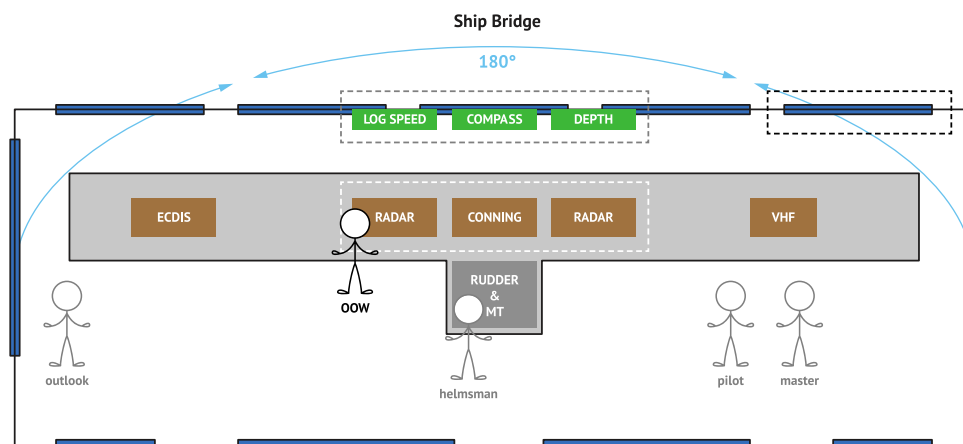 Ship Bridge
180°
LOG SPEED
COMPASS
DEPTH
ECDIS
RADAR
CONNING
RADAR
VHF
RUDDER
&
MT
OOW
outlook
helmsman
pilot
master